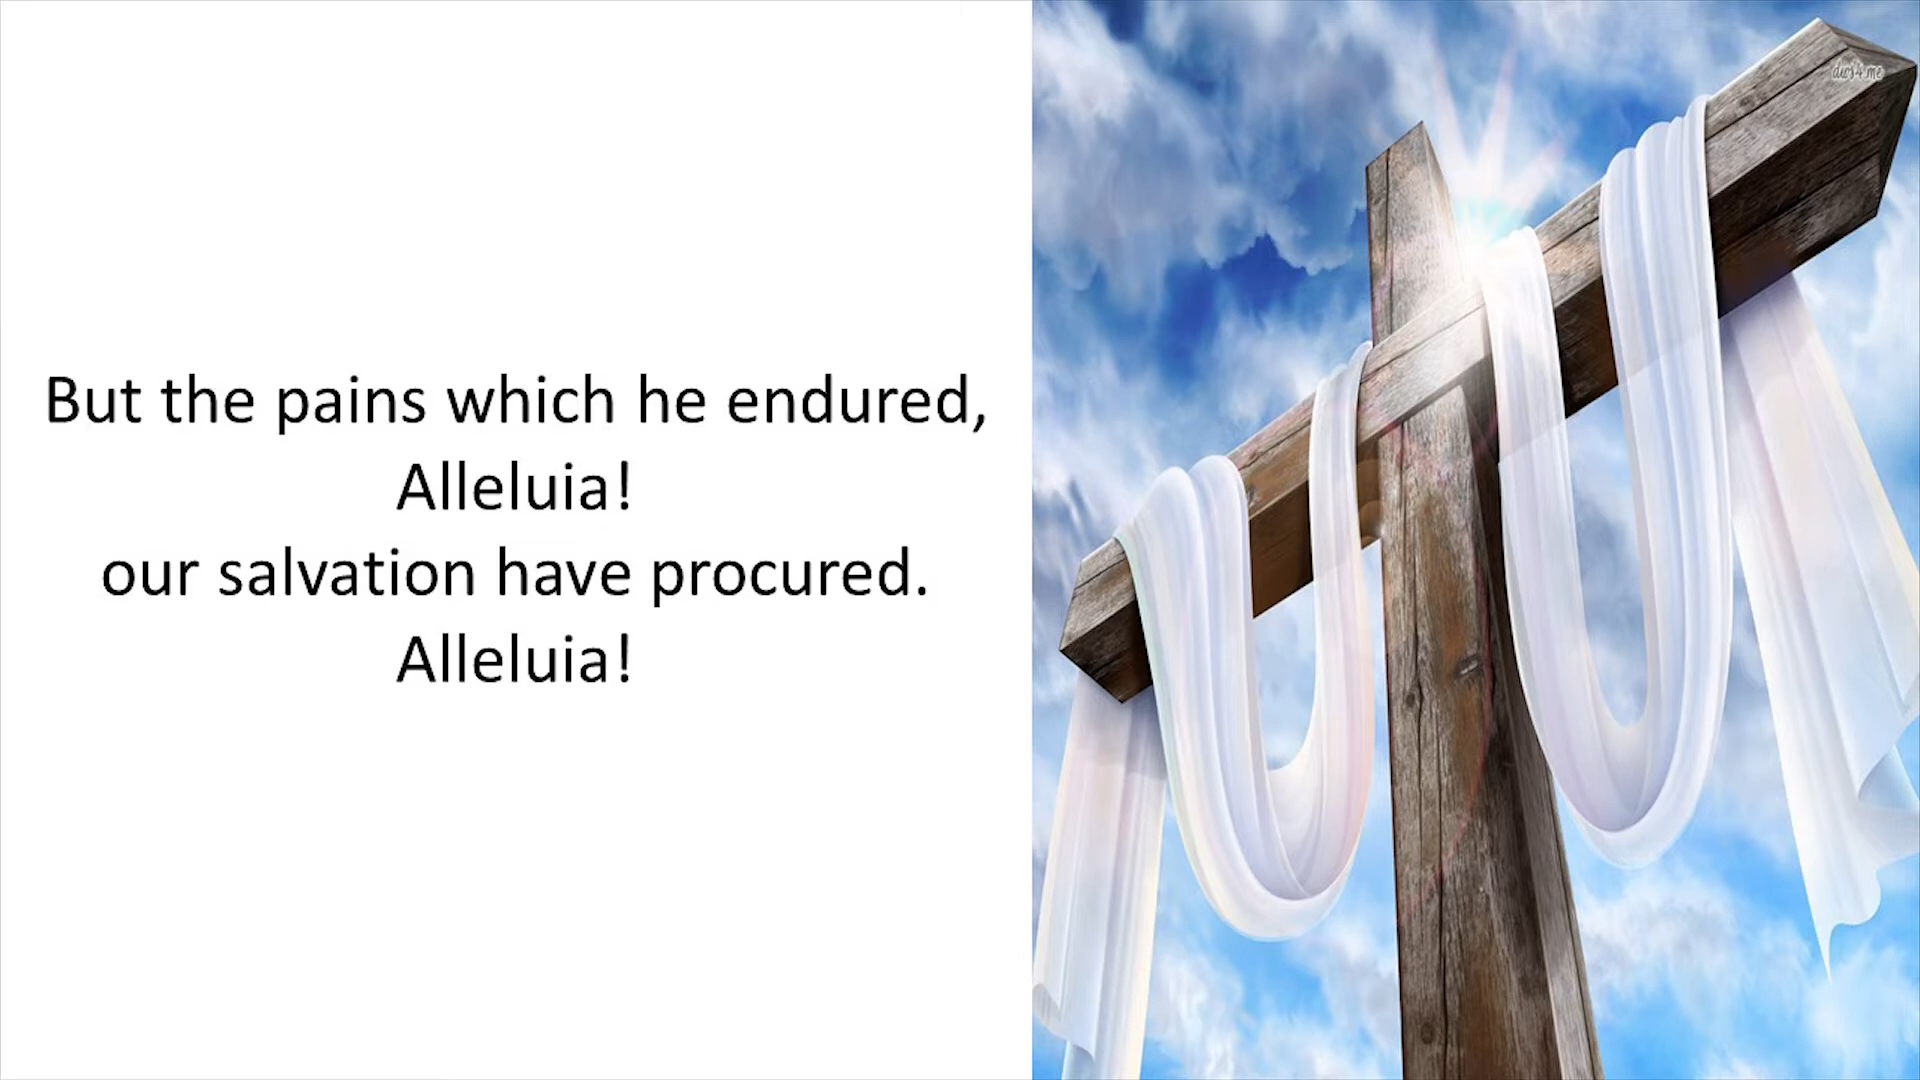 But the pains which he endured,
Alleluia!
our salvation have procured.
Alleluia!